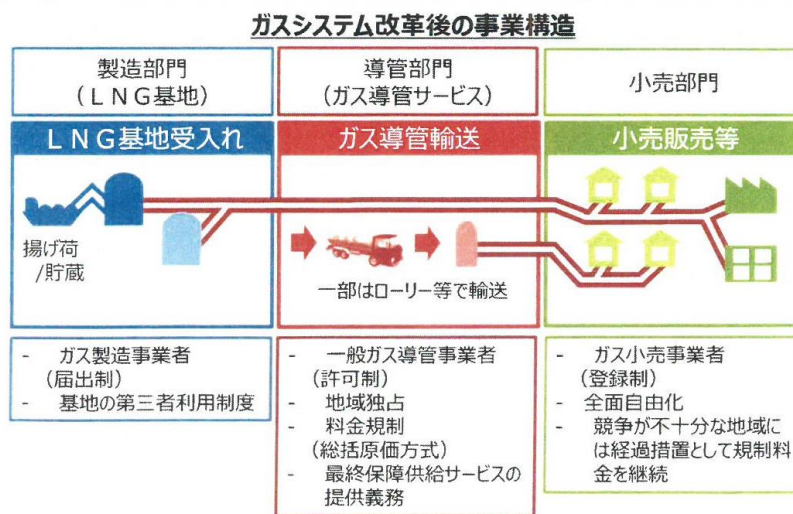 ガスシステム改革後の事業構造
製造部門
(LNG基地)
導管部門
(ガス導管サービス)
小売部門
LNG基地受入れ
ガス導管輸送
小売販売等
揚げ荷
/貯蔵
一部はローリー等で輸送
- ガス製造事業者
(届出制)
- 基地の第三者利用制度
- 一般ガス導管事業者
(許可制)
- 地域独占
- 料金規制
(総括原価方式)
- 最終保障供給サービスの
提供義務
- ガス小売事業者
(登録制)
- 全面自由化
- 競争が不十分な地域に
は経過措置として規制料
金を継続